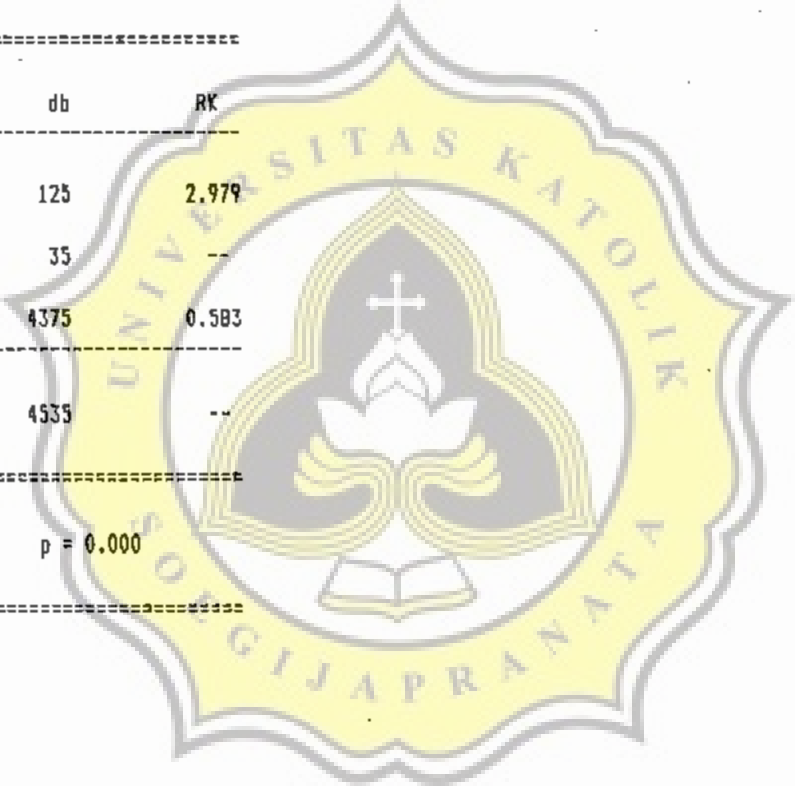 db RK
125 2.979
35 --
4375 0.583
4535 --
p = 0.000
UNIVERSITAS KATOLIK
SOEGIJAPRANATA